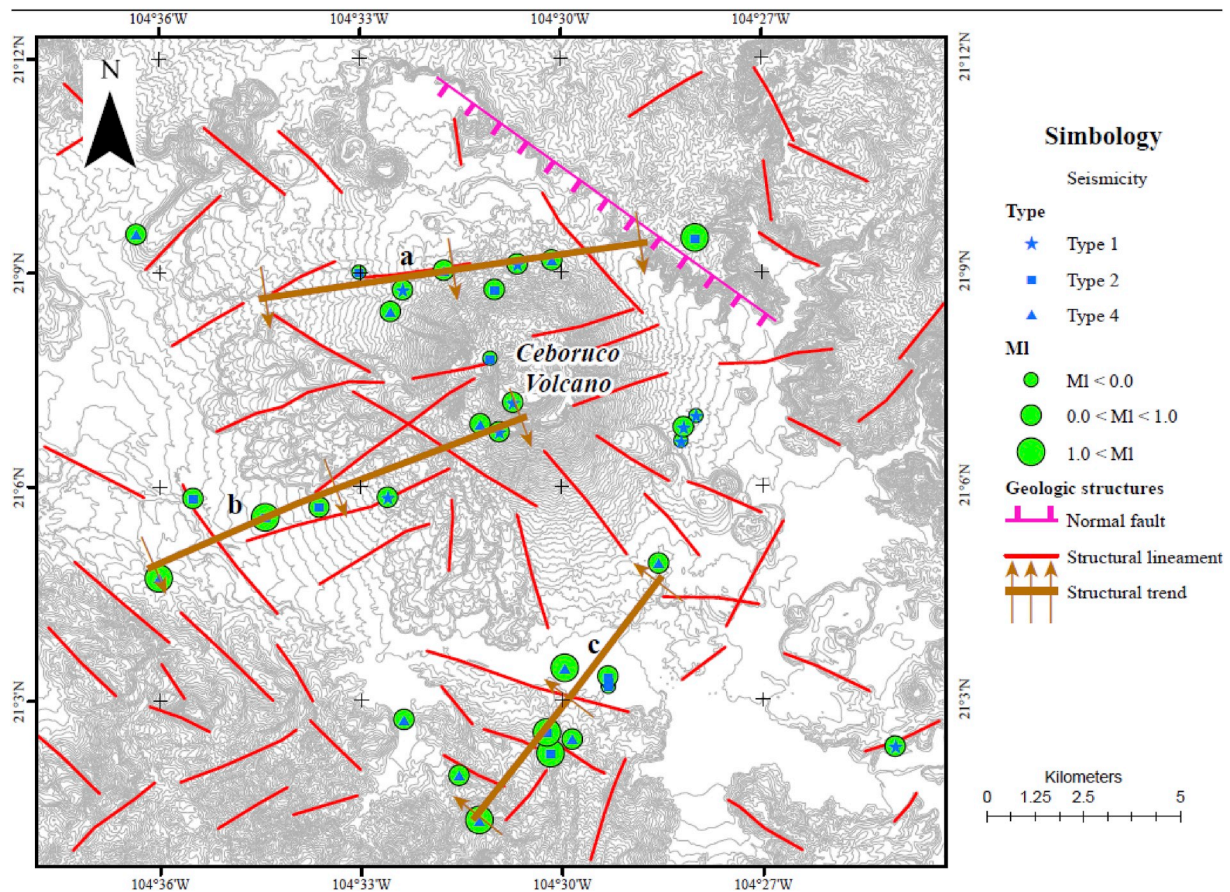 104°36'W 104°33'W 104°30'W 104°27'W
21°12'N 21°12'N
N
Simbology
Seismicity
Type
Type 1
a
21°9'N 21°9'N
Type 2
Type 4
Ceboruco
Volcano
Ml
Ml < 0.0
0.0 < Ml < 1.0
1.0 < Ml
21°6'N 21°6'N
b
Geologic structures
Normal fault
Structural lineament
Structural trend
c
21°3'N 21°3'N
Kilometers
0 1.25 2.5 5
104°36'W 104°33'W 104°30'W 104°27'W